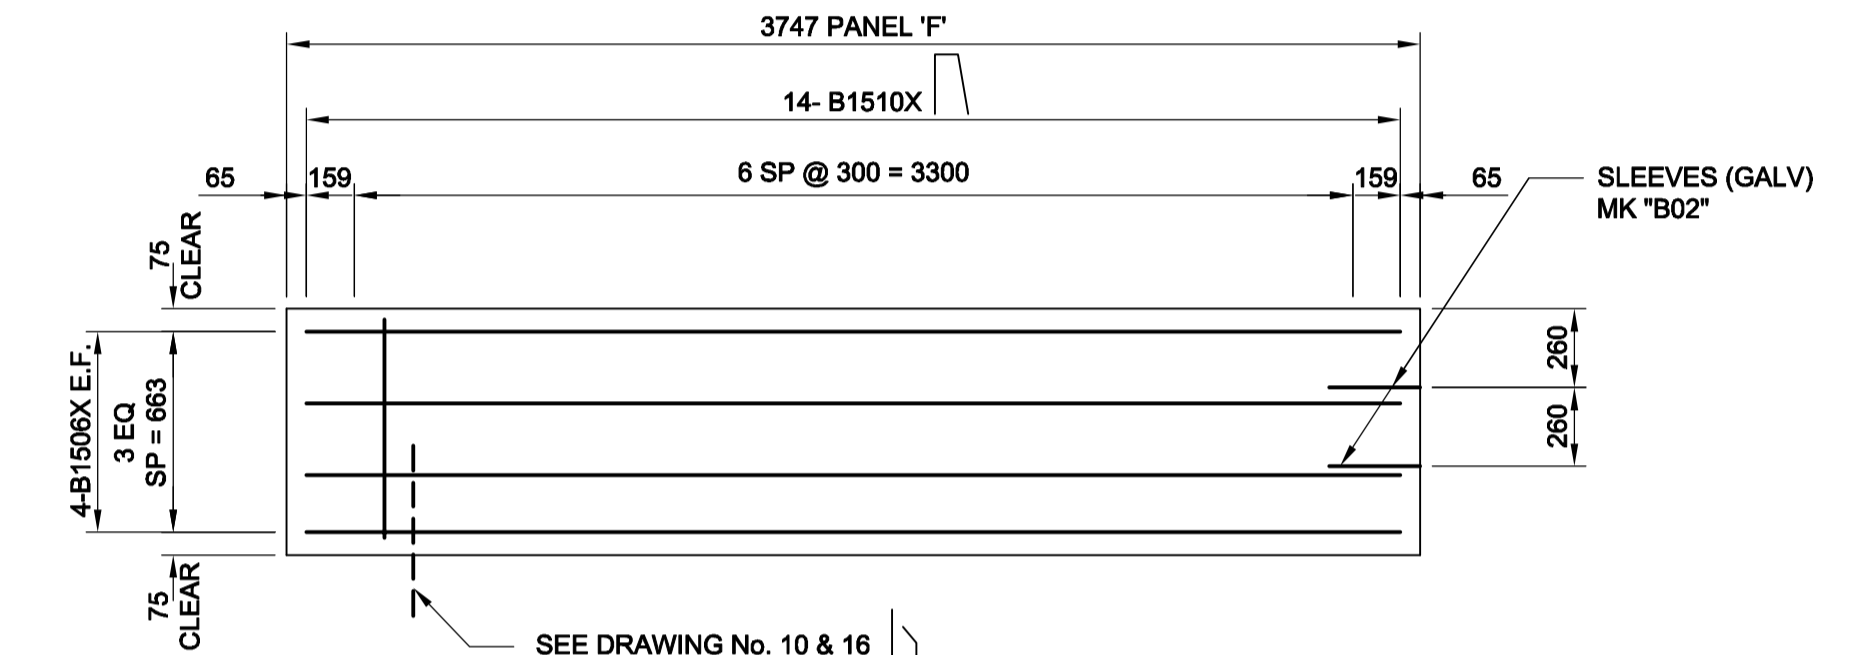 3747 PANEL 'F'
14- B1510X
65
159
6 SP @ 300 = 3300
159
65
SLEEVES (GALV)
MK "B02"
75
CLEAR
4-B1506X E.F.
3 EQ
SP = 663
260
260
75
CLEAR
SEE DRAWING No. 10 & 16